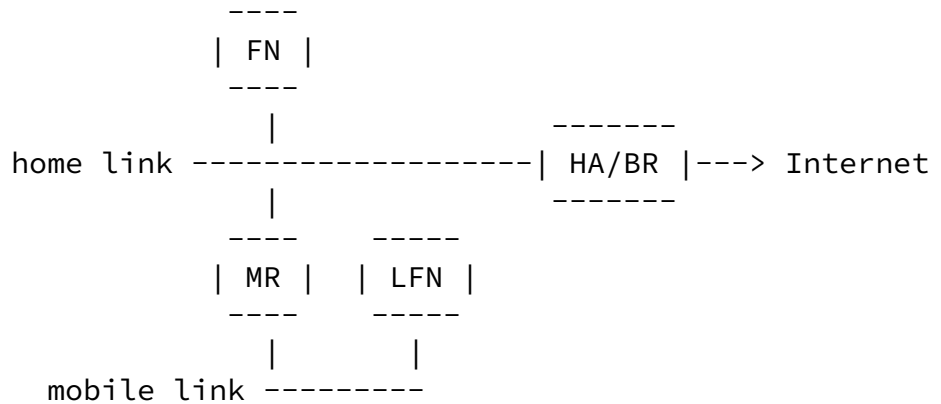 ----
| FN |
 ----
|                -------
home link -------------------| HA/BR |---> Internet
|                -------
 ----     -----
| MR |   | LFN |
 ----     -----
|        |
mobile link ---------